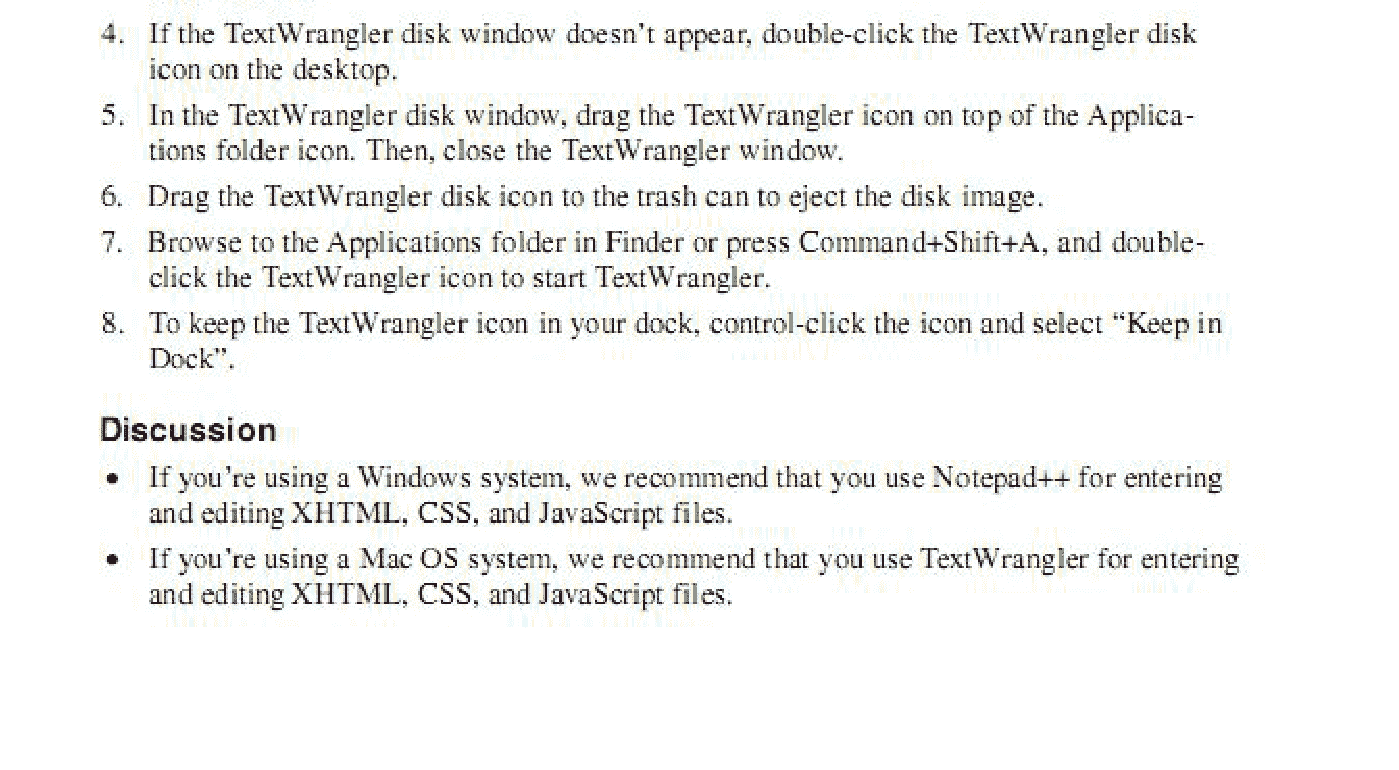 4. If the TextWrangler disk window doesn't appear, double-click the TextWrangler disk
icon on the desktop.
5. In the TextWrangler disk window, drag the TextWrangler icon on top of the Applica-
tions folder icon. Then, close the TextWrangler window.
6. Drag the TextWrangler disk icon to the trash can to eject the disk image.
7. Browse to the Applications folder in Finder or press Command+Shift+A, and double-
click the TextWrangler icon to start TextWrangler.
8. To keep the TextWrangler icon in your dock, control-click the icon and select “Keep in
Dock”.
Discussion
• If you're using a Windows system, we recommend that you use Notepad++ for entering
and editing XHTML, CSS, and JavaScript files.
• If you're using a Mac OS system, we recommend that you use TextWrangler for entering
and editing XHTML, CSS, and JavaScript files.